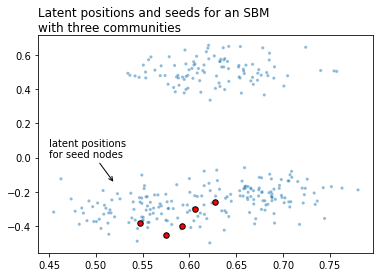 Latent positions and seeds for an SBM
with three communities
0.6
0.4
0.2
0.0
−0.2
−0.4
latent positions
for seed nodes
0.45 0.50 0.55 0.60 0.65 0.70 0.75